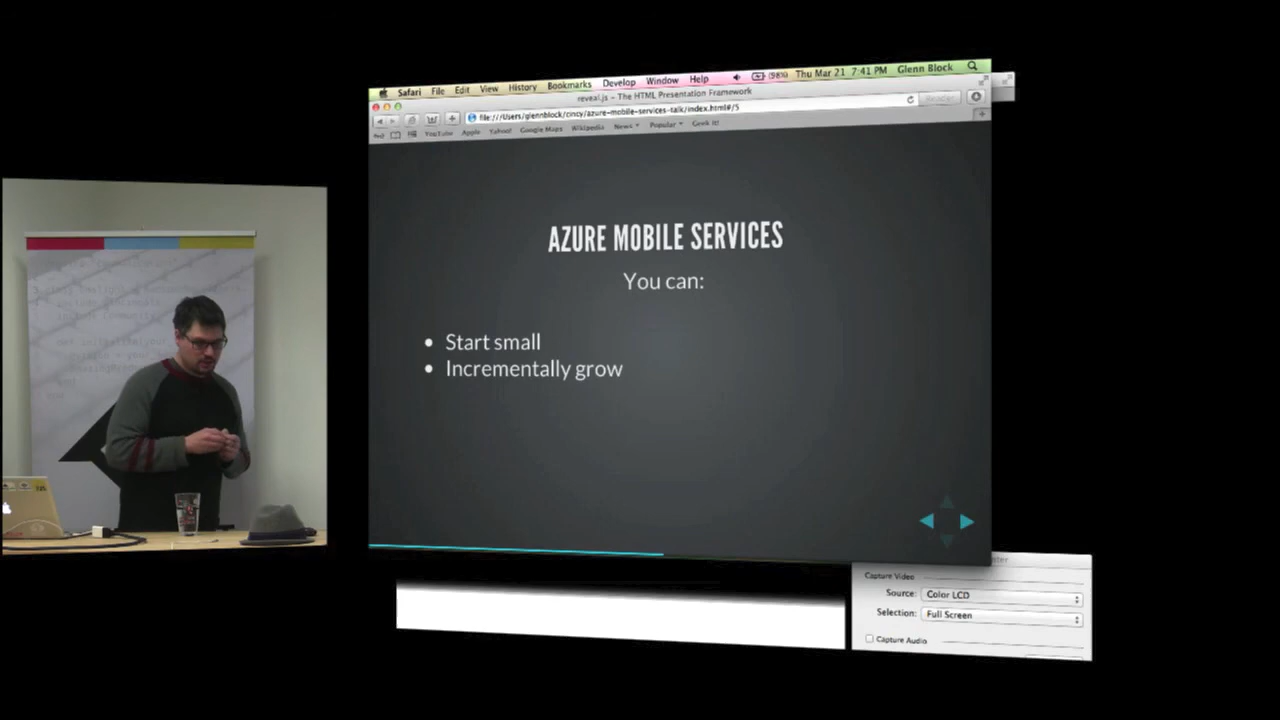 Safari File Edit View History Bookmarks Develop Window Help (98%) Thu Mar 21 7:41 PM Glenn Block
reveal.js – The HTML Presentation Framework
file:///Users/glennblock/cincy/azure-mobile-services-talk/index.html#/5
Reader
YouTube Apple Yahoo! Google Maps Wikipedia News Popular Geek it!
AZURE MOBILE SERVICES
You can:
Start small
Incrementally grow
Capture Video
Source: Color LCD
Selection: Full Screen
Capture Audio